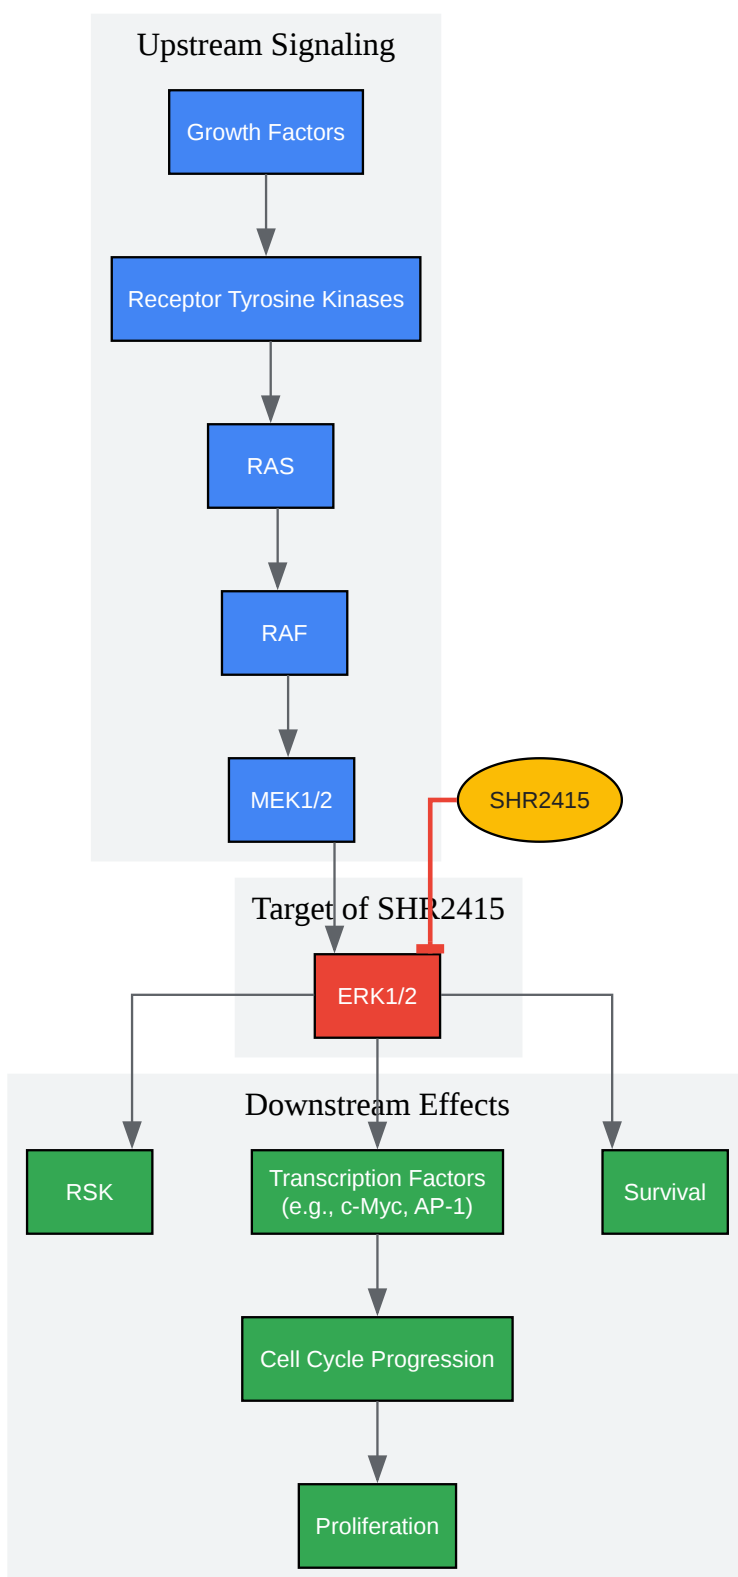 Upstream Signaling
Growth Factors
Receptor Tyrosine Kinases
RAS
RAF
MEK1/2
SHR2415
Target of SHR2415
ERK1/2
Downstream Effects
RSK
Transcription Factors
(e.g., c-Myc, AP-1)
Survival
Cell Cycle Progression
Proliferation